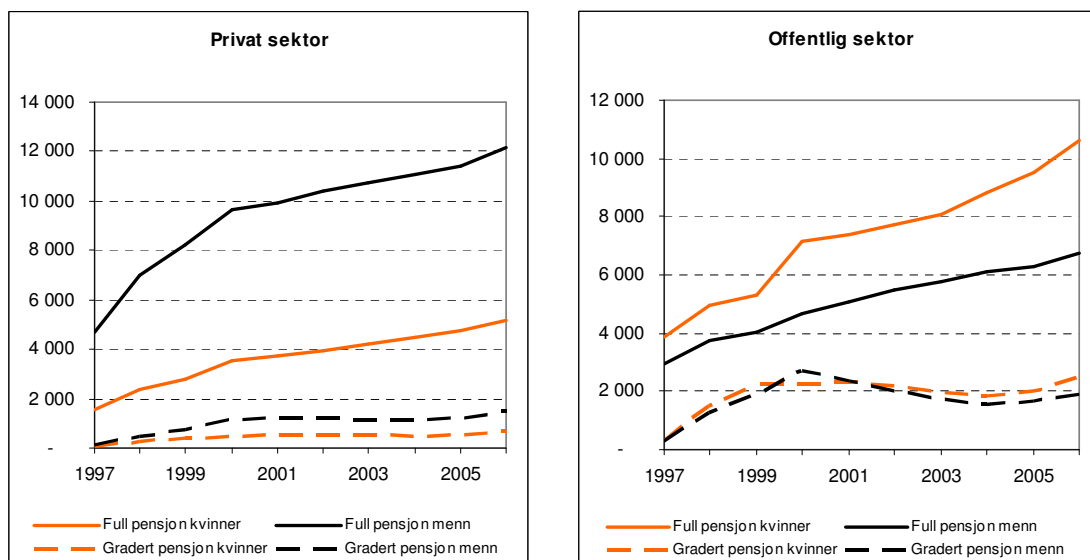 Privat sektor
14 000
12 000
10 000
8 000
6 000
4 000
2 000
-
1997 1999 2001 2003 2005
Full pensjon kvinner Full pensjon menn
Gradert pensjon kvinner Gradert pensjon menn
Offentlig sektor
12 000
10 000
8 000
6 000
4 000
2 000
-
1997 1999 2001 2003 2005
Full pensjon kvinner Full pensjon menn
Gradert pensjon kvinner Gradert pensjon menn